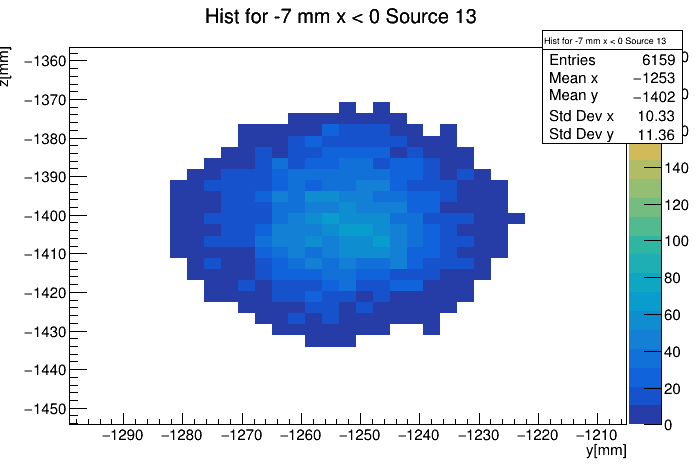 Hist for -7 mm x < 0 Source 13
z[mm]
Hist for -7 mm x < 0 Source 13
Entries 6159
Mean x −1253
Mean y −1402
Std Dev x 10.33
Std Dev y 11.36
−1360
−1370
−1380
−1390
−1400
−1410
−1420
−1430
−1440
−1450
140
120
100
80
60
40
20
0
−1290 −1280 −1270 −1260 −1250 −1240 −1230 −1220 −1210
y[mm]